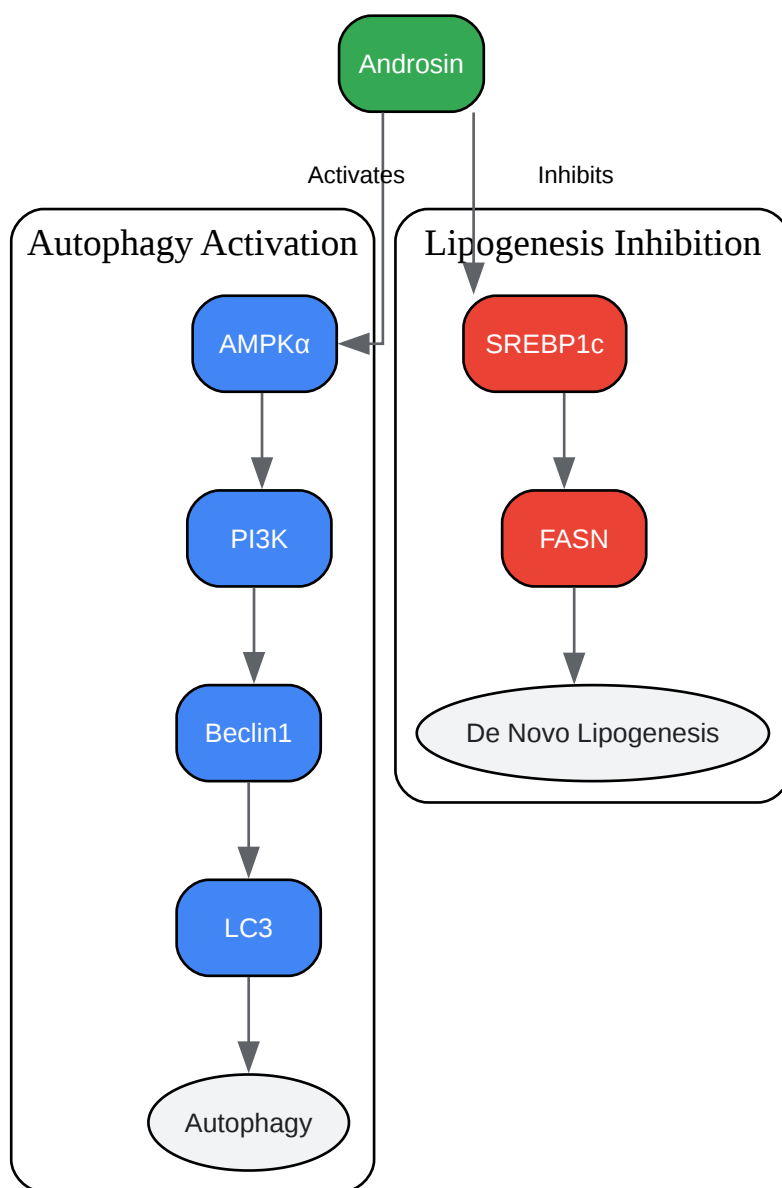 Androsin
Activates
Inhibits
Autophagy Activation
Lipogenesis Inhibition
AMPKα
SREBP1c
PI3K
FASN
Beclin1
De Novo Lipogenesis
LC3
Autophagy